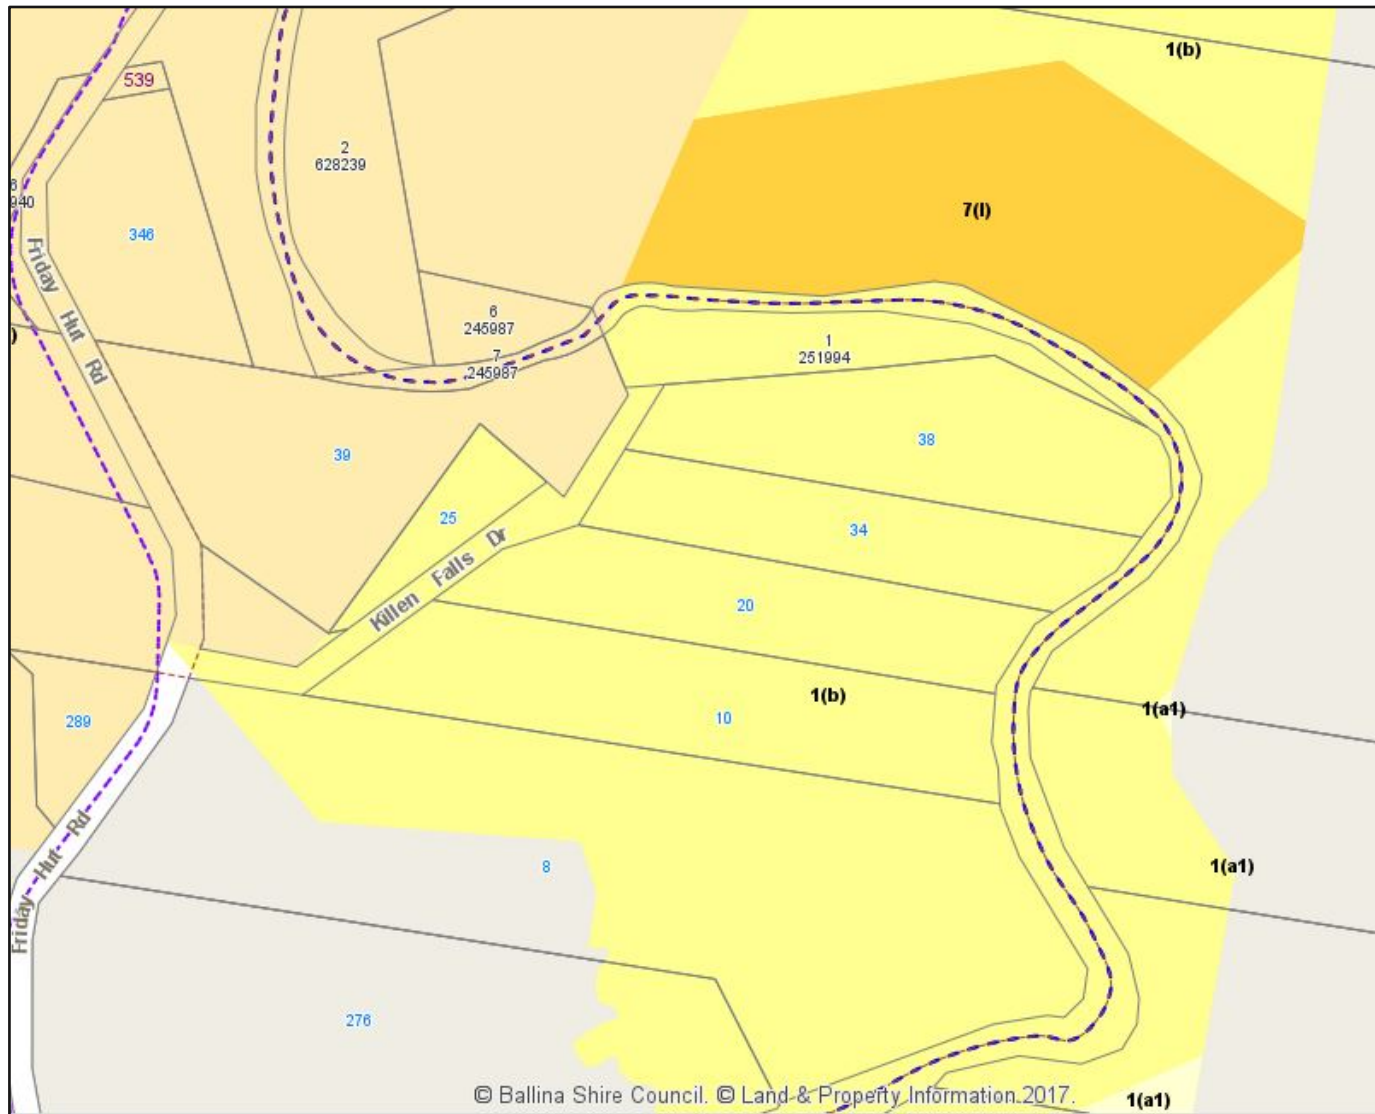 1(b)
539
2
628239
8
940
7(l)
346
Friday Hut Rd
6
245987
7
245987
1
251994
38
39
25
34
Killen Falls Dr
20
1(b)
10
1(a1)
289
Friday Hut Rd
8
1(a1)
276
)
© Ballina Shire Council. © Land & Property Information 2017.
1(a1)